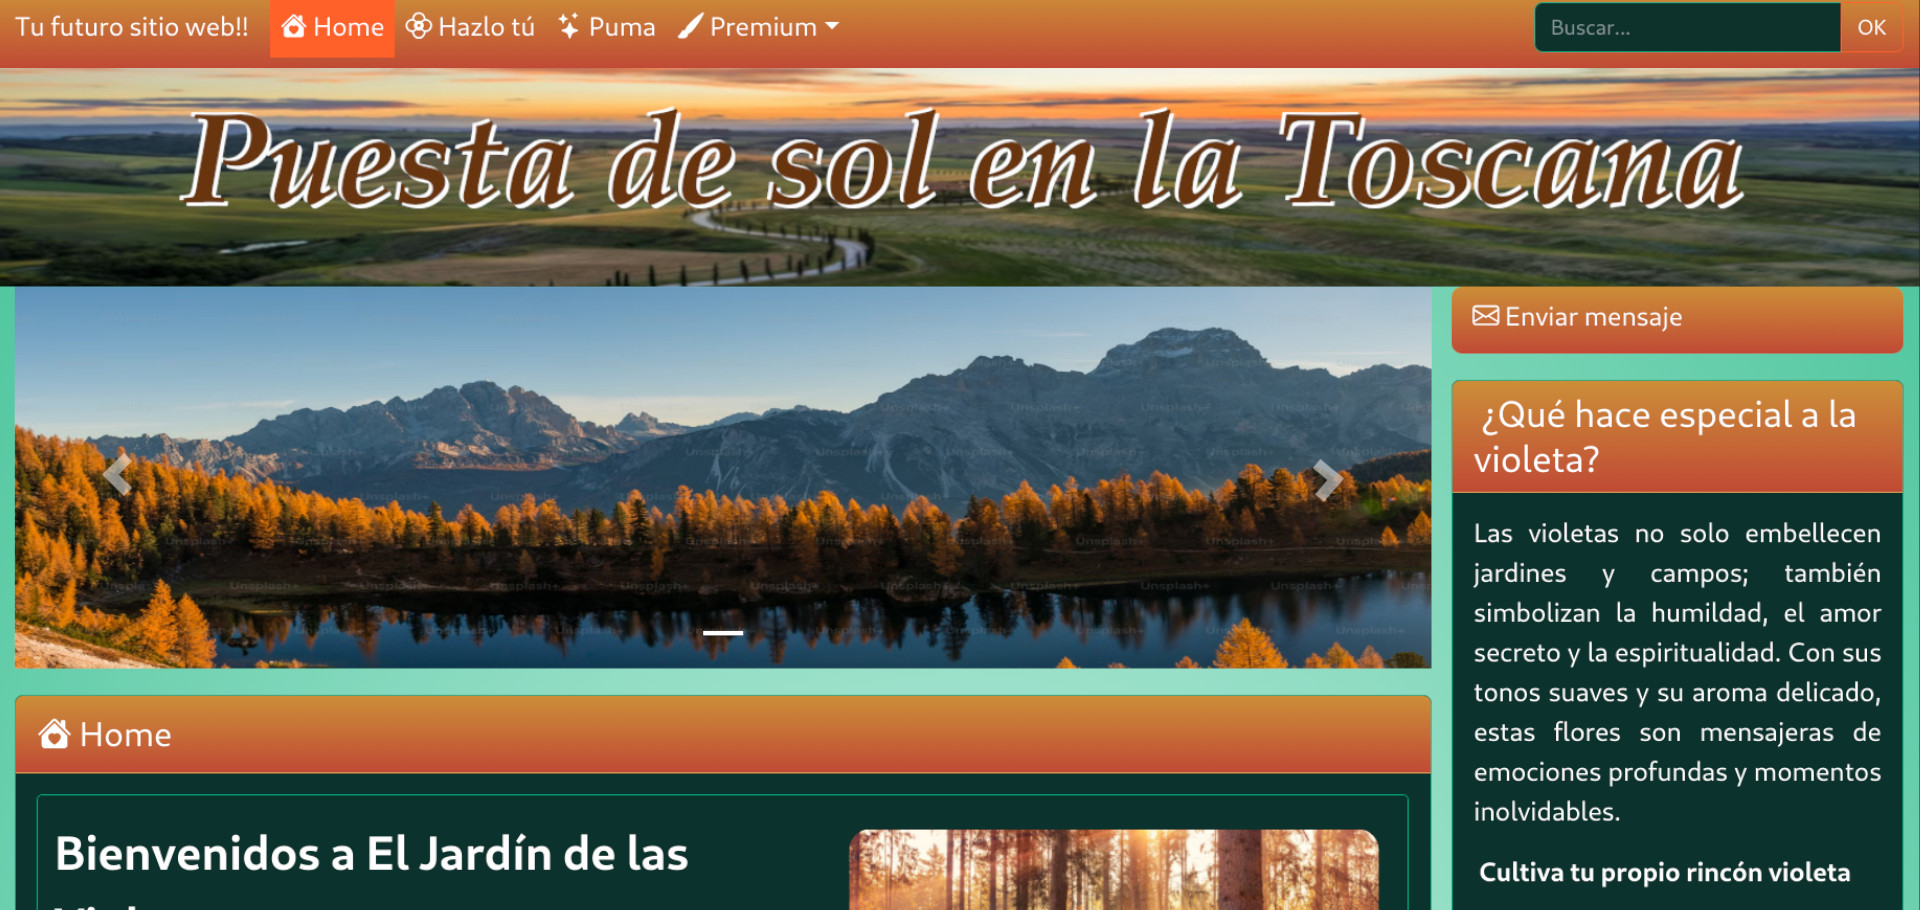 Tu futuro sitio web!! Home Hazlo tú Puma Premium Buscar... OK
Puesta de sol en la Toscana
Unsplash+
Enviar mensaje
¿Qué hace especial a la
violeta?
Las violetas no solo embellecen
jardines y campos; también
simbolizan la humildad, el amor
secreto y la espiritualidad. Con sus
tonos suaves y su aroma delicado,
estas flores son mensajeras de
emociones profundas y momentos
inolvidables.
Cultiva tu propio rincón violeta
Home
Bienvenidos a El Jardín de las